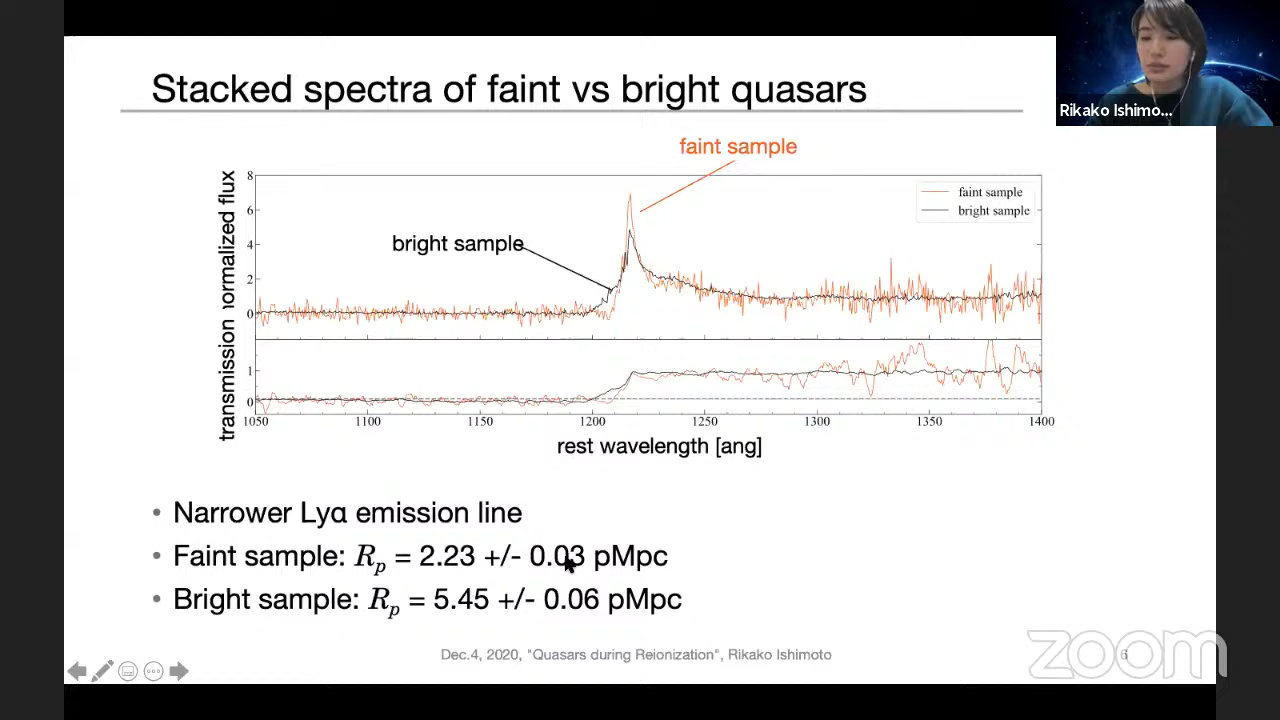 Stacked spectra of faint vs bright quasars
Rikako Ishimo...
faint sample
bright sample
faint sample
bright sample
normalized flux
transmission
8
6
4
2
0
1
0
1050
1100
1150
1200
1250
1300
1350
1400
rest wavelength [ang]
• Narrower Lyα emission line
• Faint sample: Rp = 2.23 +/- 0.03 pMpc
• Bright sample: Rp = 5.45 +/- 0.06 pMpc
Dec.4, 2020, "Quasars during Reionization", Rikako Ishimoto
6
zoom